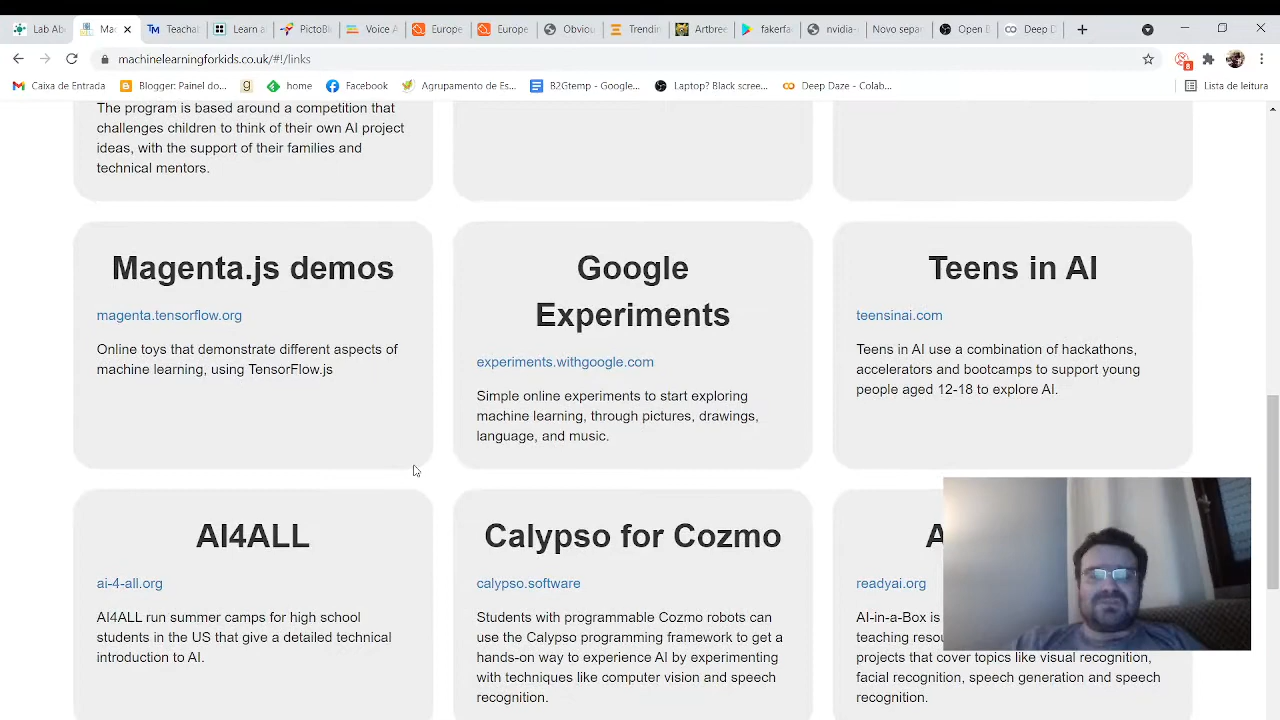 Lab Ab
Mac
Teachab
Learn a
PictoBl
Voice A
Europe
Europe
Obviou
Trendin
Artbree
fakerfac
nvidia-
Novo separ
Open B
Deep D
machinelearningforkids.co.uk/#!/links
8
Caixa de Entrada
Blogger: Painel do...
home
Facebook
Agrupamento de Es...
B2Gtemp - Google...
Laptop? Black scree...
Deep Daze - Colab...
Lista de leitura
The program is based around a competition that
challenges children to think of their own AI project
ideas, with the support of their families and
technical mentors.
Magenta.js demos
magenta.tensorflow.org
Online toys that demonstrate different aspects of
machine learning, using TensorFlow.js
Google
Experiments
experiments.withgoogle.com
Simple online experiments to start exploring
machine learning, through pictures, drawings,
language, and music.
Teens in AI
teensinai.com
Teens in AI use a combination of hackathons,
accelerators and bootcamps to support young
people aged 12-18 to explore AI.
AI4ALL
ai-4-all.org
AI4ALL run summer camps for high school
students in the US that give a detailed technical
introduction to AI.
Calypso for Cozmo
calypso.software
Students with programmable Cozmo robots can
use the Calypso programming framework to get a
hands-on way to experience AI by experimenting
with techniques like computer vision and speech
recognition.
A
readyai.org
AI-in-a-Box is
teaching resou
projects that cover topics like visual recognition,
facial recognition, speech generation and speech
recognition.